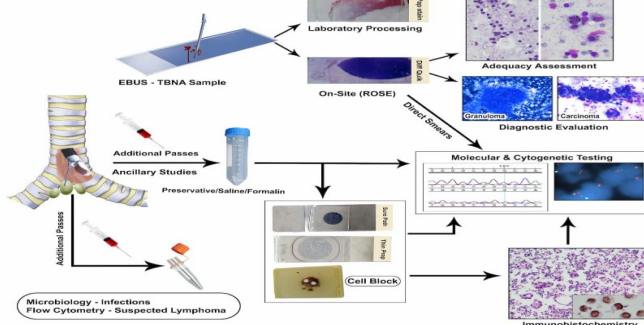 Pap stain
Laboratory Processing
EBUS - TBNA Sample
Diff Quik
On-Site (ROSE)
Adequacy Assessment
Granuloma
Carcinoma
Diagnostic Evaluation
Direct Smears
Additional Passes
Ancillary Studies
Preservative/Saline/Formalin
Molecular & Cytogenetic Testing
Additional Passes
Sure Path
Thin Prep
Cell Block
Microbiology - Infections
Flow Cytometry - Suspected Lymphoma
Immunohistochemistry